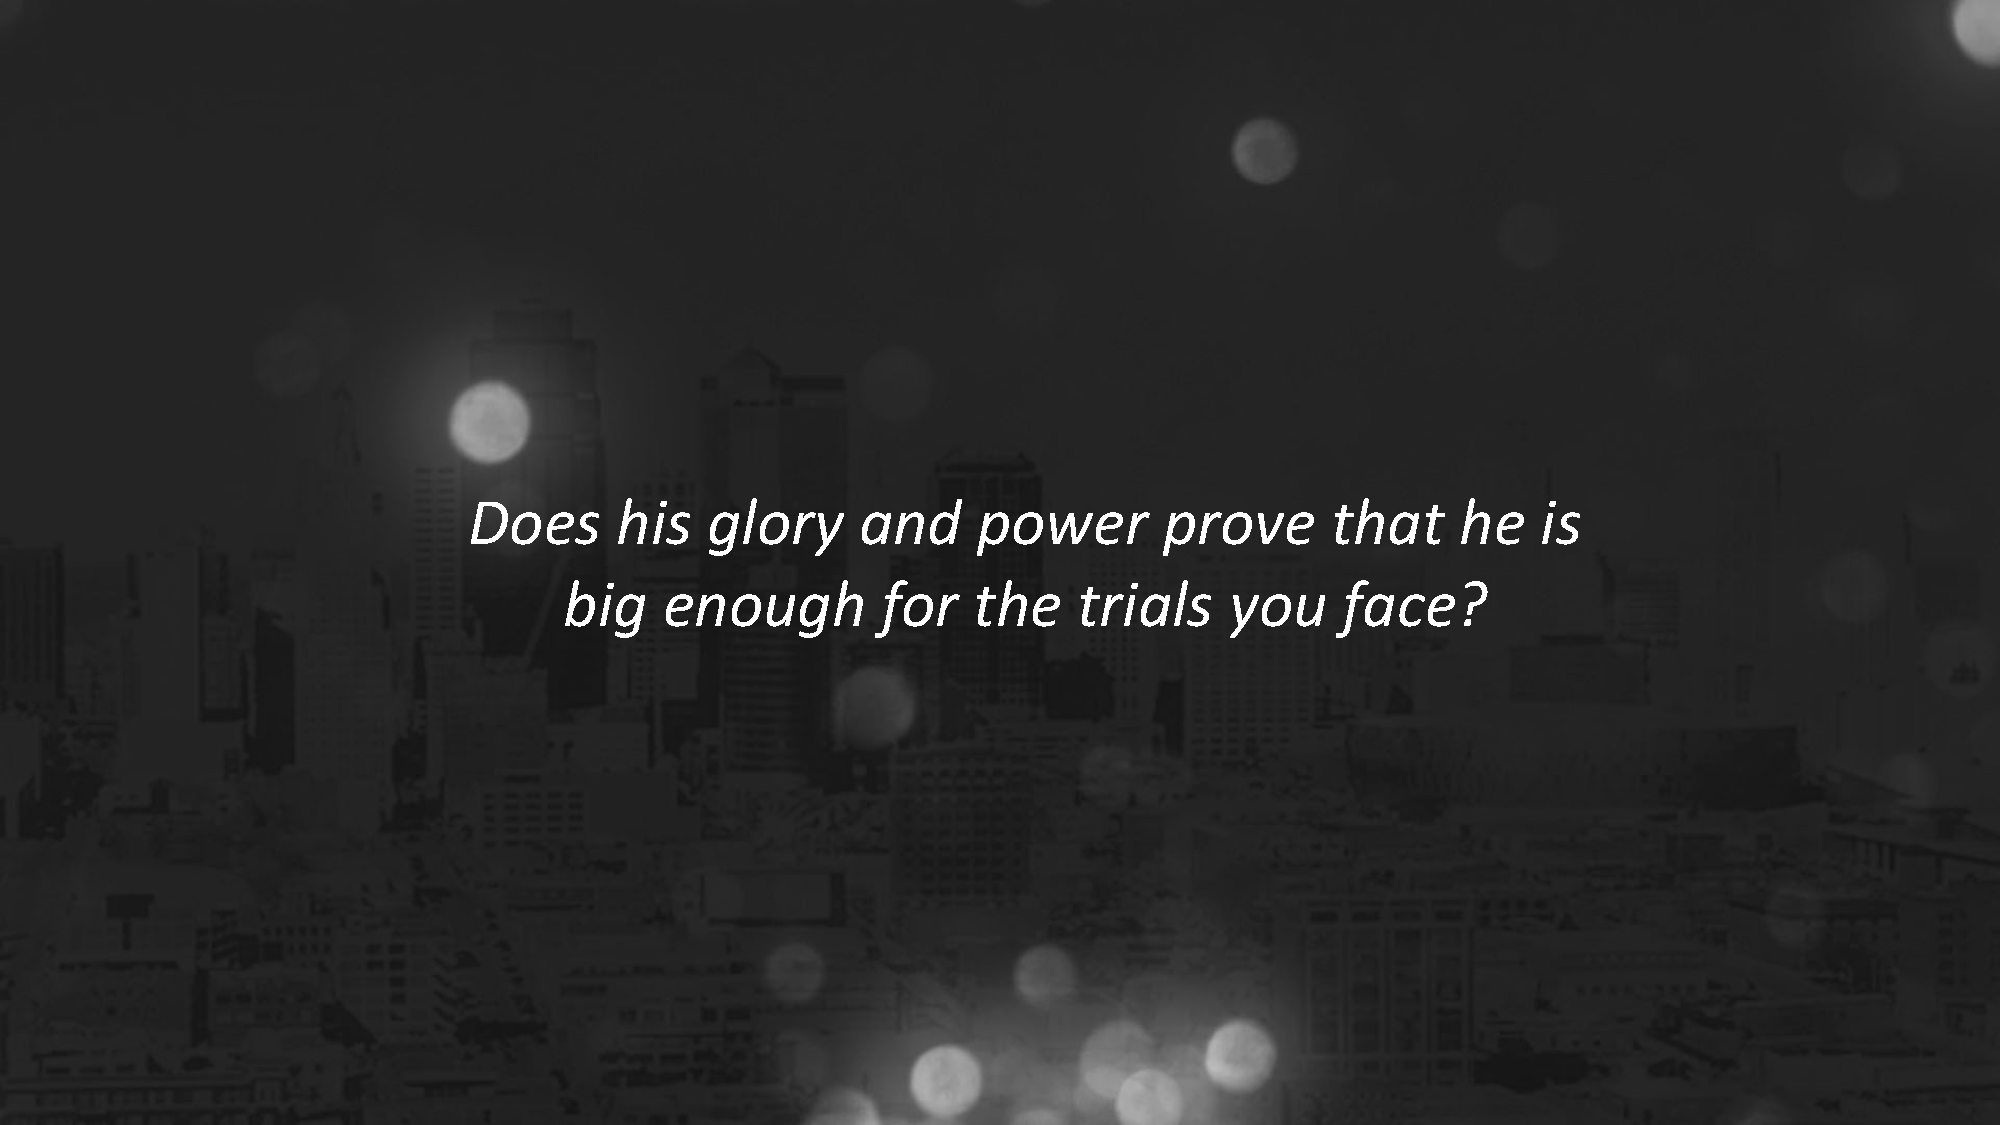 Does his glory and power prove that he is
big enough for the trials you face?